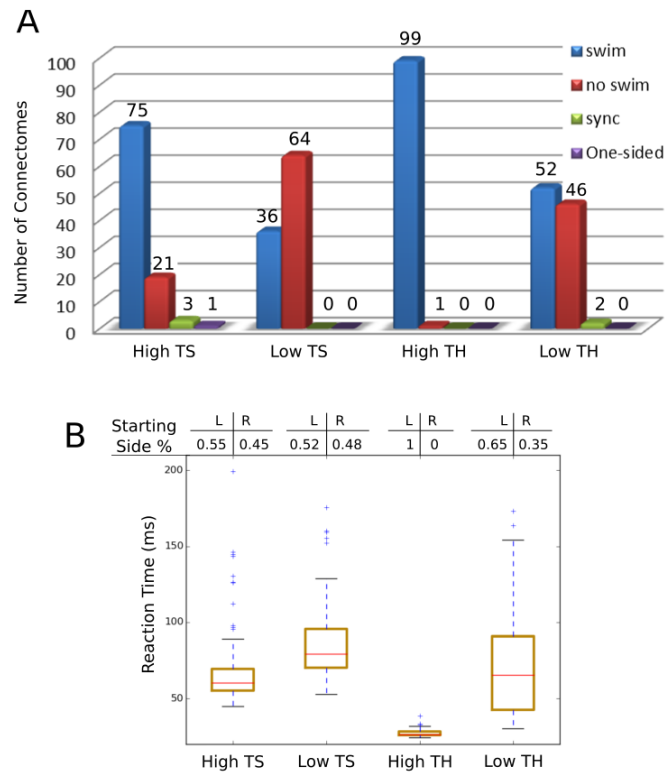 A
Number of Connectomes
100
90
80
70
60
50
40
30
20
10
0
75
21
3
1
36
64
0
0
99
1
0
0
52
46
2
0
High TS
Low TS
High TH
Low TH
swim
no swim
sync
One-sided
B
Starting
Side %
L R
L R
L R
L R
0.55 0.45
0.52 0.48
1 0
0.65 0.35
Reaction Time (ms)
200
150
100
50
High TS
Low TS
High TH
Low TH